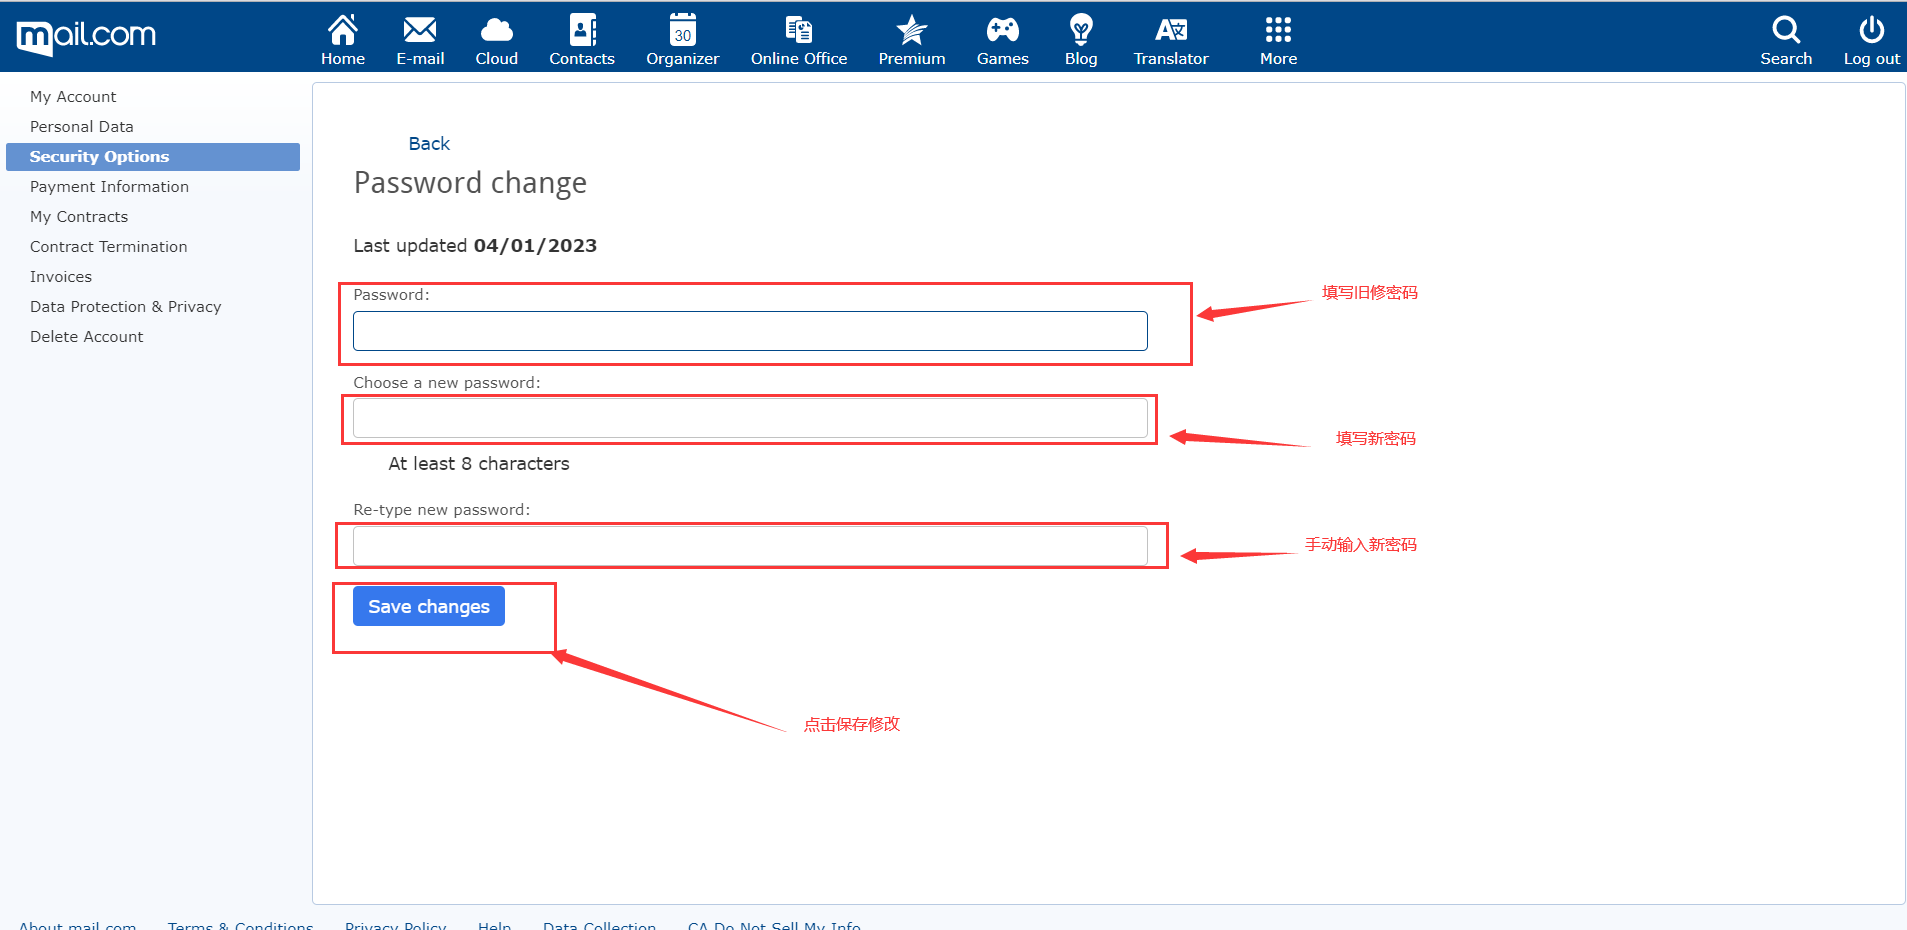 mail.com
Home
E-mail
Cloud
Contacts
30
Organizer
Online Office
Premium
Games
Blog
Translator
More
Search
Log out
My Account
Personal Data
Security Options
Payment Information
My Contracts
Contract Termination
Invoices
Data Protection & Privacy
Delete Account
Back
Password change
Last updated 04/01/2023
Password:
填写旧修密码
Choose a new password:
填写新密码
At least 8 characters
Re-type new password:
手动输入新密码
Save changes
点击保存修改
About mail.com
Terms & Conditions
Privacy Policy
Help
Data Collection
CA Do Not Sell My Info